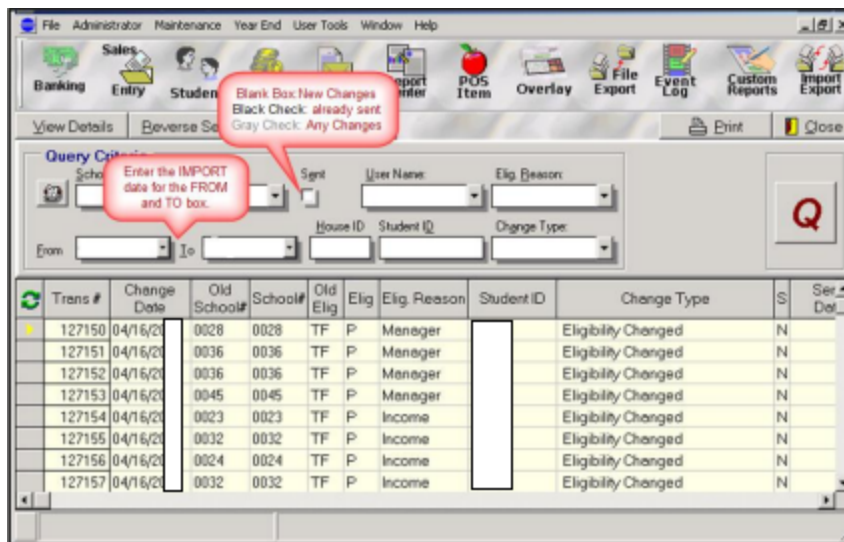 File Administrator Maintenance Year End User Tools Window Help
Banking
Sales
Entry
POS
Item
Overlay
File
Export
Event
Log
Custom
Reports
Import
Export
Blank Box:New Changes
Black Check: already sent
Gray Check: Any Changes
View Details
Print
Close
Enter the IMPORT
date for the FROM
and TO box.
Sent User Name: Elig. Reason:
House ID Student ID Change Type:
From To
Q
Trans # Change Date Old School# School# Old Elig Elig Elig. Reason Student ID Change Type S
127150 04/16/20 0028 0028 TF P Manager Eligibility Changed N
127151 04/16/20 0036 0036 TF P Manager Eligibility Changed N
127152 04/16/20 0036 0036 TF P Manager Eligibility Changed N
127153 04/16/20 0045 0045 TF P Manager Eligibility Changed N
127154 04/16/20 0023 0023 TF P Income Eligibility Changed N
127155 04/16/20 0032 0032 TF P Income Eligibility Changed N
127156 04/16/20 0024 0024 TF P Income Eligibility Changed N
127157 04/16/20 0032 0032 TF P Income Eligibility Changed N